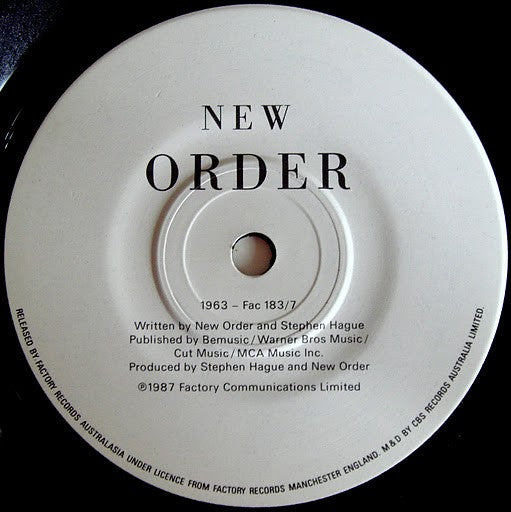 NEW
ORDER
1963 – Fac 183/7
Written by New Order and Stephen Hague
Published by Bemusic/Warner Bros Music/
Cut Music/MCA Music Inc.
Produced by Stephen Hague and New Order
℗1987 Factory Communications Limited
RELEASED BY FACTORY RECORDS AUSTRALASIA UNDER LICENCE FROM FACTORY RECORDS MANCHESTER ENGLAND. M & D BY CBS RECORDS AUSTRALIA LIMITED.